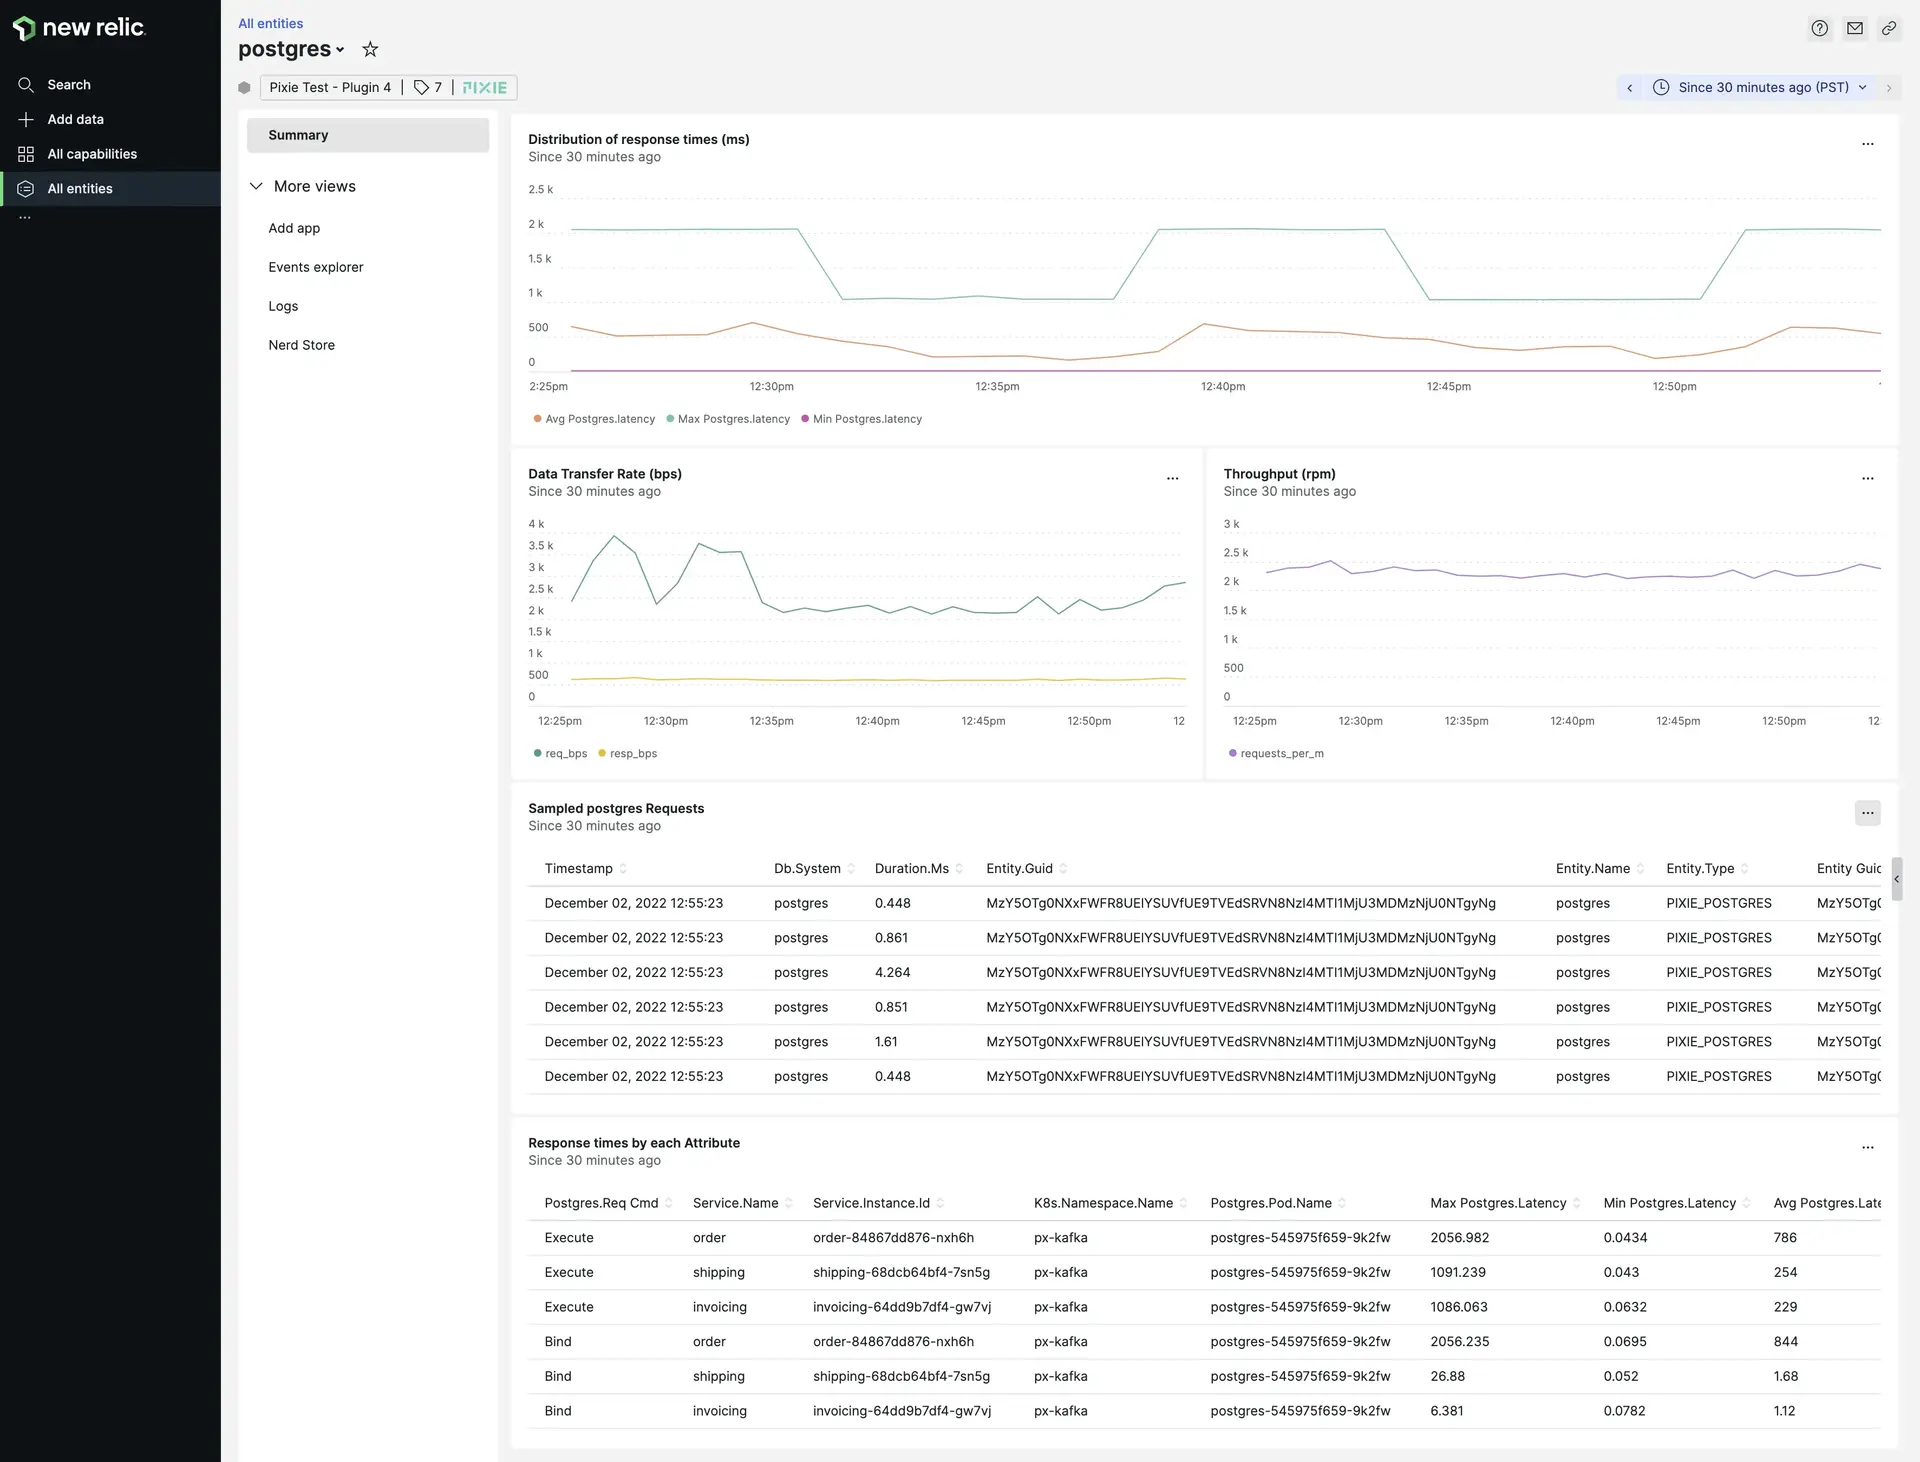 new relic
Search
Add data
All capabilities
All entities
...
All entities
postgres
Pixie Test - Plugin 4 | 7 | PIXIE
Since 30 minutes ago (PST)
Summary
More views
Add app
Events explorer
Logs
Nerd Store
Distribution of response times (ms)
Since 30 minutes ago
...
2.5 k
2 k
1.5 k
1 k
500
0
2:25pm 12:30pm 12:35pm 12:40pm 12:45pm 12:50pm
Avg Postgres.latency Max Postgres.latency Min Postgres.latency
Data Transfer Rate (bps)
Since 30 minutes ago
...
4 k
3.5 k
3 k
2.5 k
2 k
1.5 k
1 k
500
0
12:25pm 12:30pm 12:35pm 12:40pm 12:45pm 12:50pm 12
req_bps resp_bps
Throughput (rpm)
Since 30 minutes ago
...
3 k
2.5 k
2 k
1.5 k
1 k
500
0
12:25pm 12:30pm 12:35pm 12:40pm 12:45pm 12:50pm 12:
requests_per_m
Sampled postgres Requests
Since 30 minutes ago
...
Timestamp Db.System Duration.Ms Entity.Guid Entity.Name Entity.Type Entity Guid
December 02, 2022 12:55:23 postgres 0.448 MzY5OTg0NXxFWFR8UElYSUVfUE9TVEdSRVN8NzI4MTI1MjU3MDMzNjU0NTgyNg postgres PIXIE_POSTGRES MzY5OTg0
December 02, 2022 12:55:23 postgres 0.861 MzY5OTg0NXxFWFR8UElYSUVfUE9TVEdSRVN8NzI4MTI1MjU3MDMzNjU0NTgyNg postgres PIXIE_POSTGRES MzY5OTg0
December 02, 2022 12:55:23 postgres 4.264 MzY5OTg0NXxFWFR8UElYSUVfUE9TVEdSRVN8NzI4MTI1MjU3MDMzNjU0NTgyNg postgres PIXIE_POSTGRES MzY5OTg0
December 02, 2022 12:55:23 postgres 0.851 MzY5OTg0NXxFWFR8UElYSUVfUE9TVEdSRVN8NzI4MTI1MjU3MDMzNjU0NTgyNg postgres PIXIE_POSTGRES MzY5OTg0
December 02, 2022 12:55:23 postgres 1.61 MzY5OTg0NXxFWFR8UElYSUVfUE9TVEdSRVN8NzI4MTI1MjU3MDMzNjU0NTgyNg postgres PIXIE_POSTGRES MzY5OTg0
December 02, 2022 12:55:23 postgres 0.448 MzY5OTg0NXxFWFR8UElYSUVfUE9TVEdSRVN8NzI4MTI1MjU3MDMzNjU0NTgyNg postgres PIXIE_POSTGRES MzY5OTg0
Response times by each Attribute
Since 30 minutes ago
...
Postgres.Req Cmd Service.Name Service.Instance.Id K8s.Namespace.Name Postgres.Pod.Name Max Postgres.Latency Min Postgres.Latency Avg Postgres.Late
Execute order order-84867dd876-nxh6h px-kafka postgres-545975f659-9k2fw 2056.982 0.0434 786
Execute shipping shipping-68dcb64bf4-7sn5g px-kafka postgres-545975f659-9k2fw 1091.239 0.043 254
Execute invoicing invoicing-64dd9b7df4-gw7vj px-kafka postgres-545975f659-9k2fw 1086.063 0.0632 229
Bind order order-84867dd876-nxh6h px-kafka postgres-545975f659-9k2fw 2056.235 0.0695 844
Bind shipping shipping-68dcb64bf4-7sn5g px-kafka postgres-545975f659-9k2fw 26.88 0.052 1.68
Bind invoicing invoicing-64dd9b7df4-gw7vj px-kafka postgres-545975f659-9k2fw 6.381 0.0782 1.12